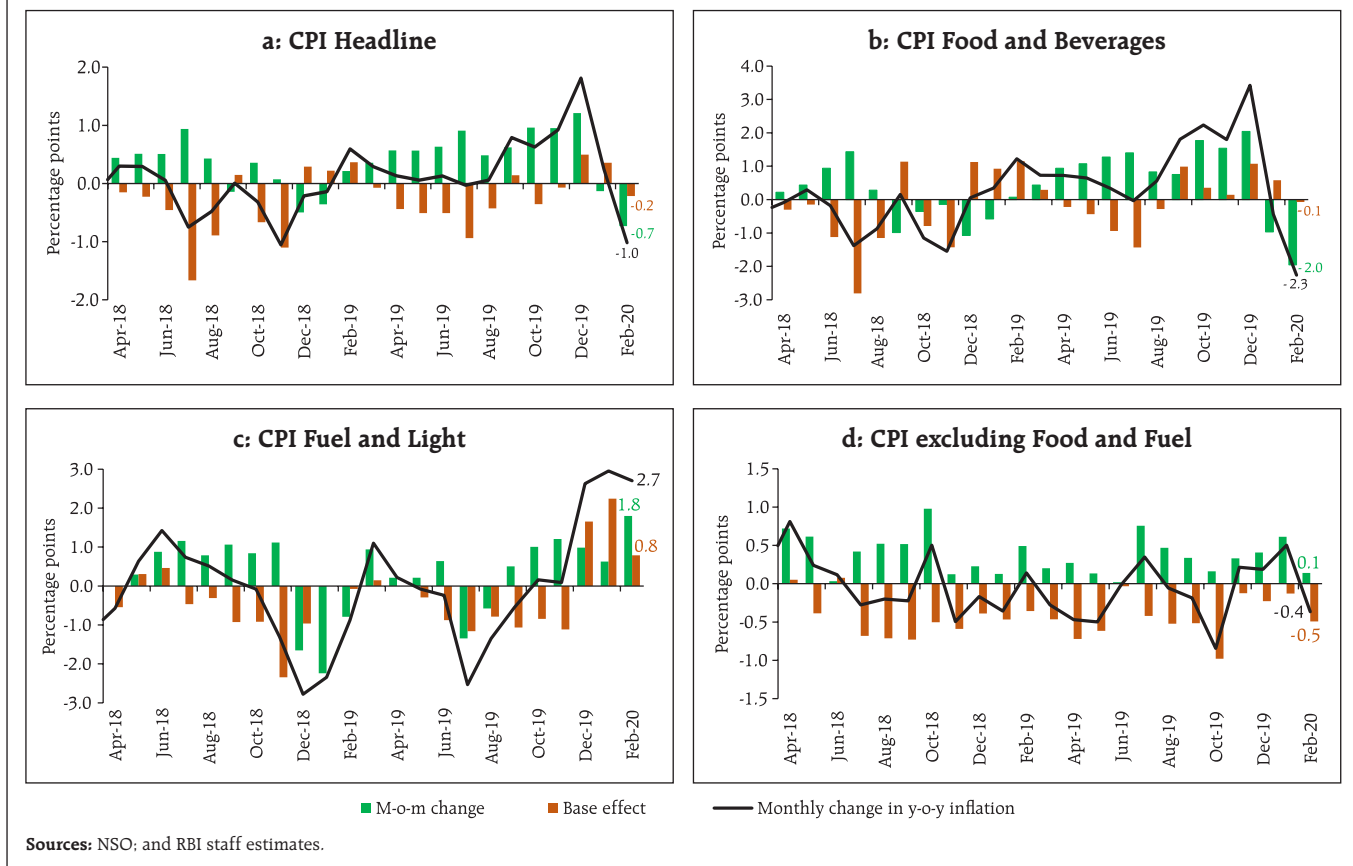 a: CPI Headline
Percentage points
2.0
1.0
0.0
-1.0
-2.0
-0.2
-0.7
-1.0
Apr-18
Jun-18
Aug-18
Oct-18
Dec-18
Feb-19
Apr-19
Jun-19
Aug-19
Oct-19
Dec-19
Feb-20
b: CPI Food and Beverages
Percentage points
4.0
3.0
2.0
1.0
0.0
-1.0
-2.0
-3.0
-0.1
-2.0
-2.3
Apr-18
Jun-18
Aug-18
Oct-18
Dec-18
Feb-19
Apr-19
Jun-19
Aug-19
Oct-19
Dec-19
Feb-20
c: CPI Fuel and Light
Percentage points
3.0
2.0
1.0
0.0
-1.0
-2.0
-3.0
2.7
1.8
0.8
Apr-18
Jun-18
Aug-18
Oct-18
Dec-18
Feb-19
Apr-19
Jun-19
Aug-19
Oct-19
Dec-19
Feb-20
d: CPI excluding Food and Fuel
Percentage points
1.5
1.0
0.5
0.0
-0.5
-1.0
-1.5
0.1
-0.4
-0.5
Apr-18
Jun-18
Aug-18
Oct-18
Dec-18
Feb-19
Apr-19
Jun-19
Aug-19
Oct-19
Dec-19
Feb-20
M-o-m change
Base effect
Monthly change in y-o-y inflation
Sources: NSO; and RBI staff estimates.